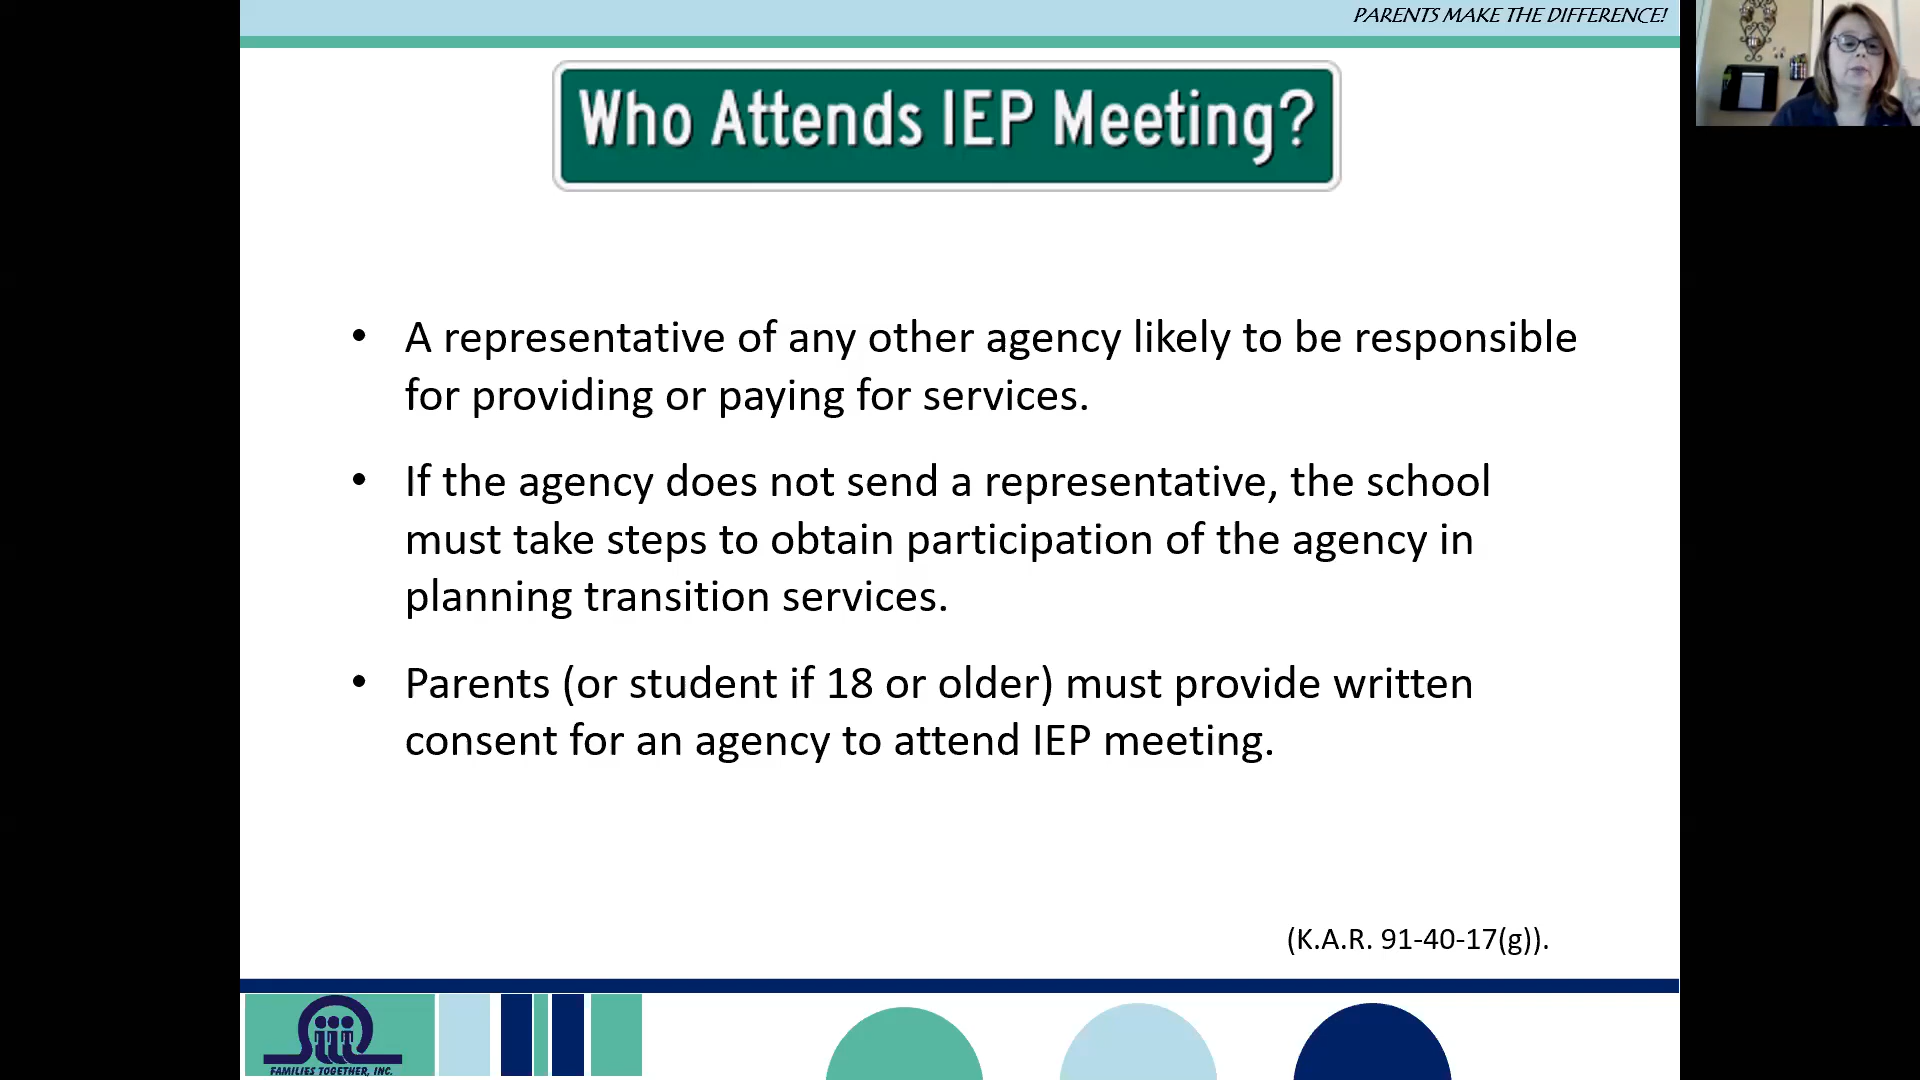 PARENTS MAKE THE DIFFERENCE!
Who Attends IEP Meeting?
• A representative of any other agency likely to be responsible
for providing or paying for services.
• If the agency does not send a representative, the school
must take steps to obtain participation of the agency in
planning transition services.
• Parents (or student if 18 or older) must provide written
consent for an agency to attend IEP meeting.
(K.A.R. 91-40-17(g)).
FAMILIES TOGETHER, INC.